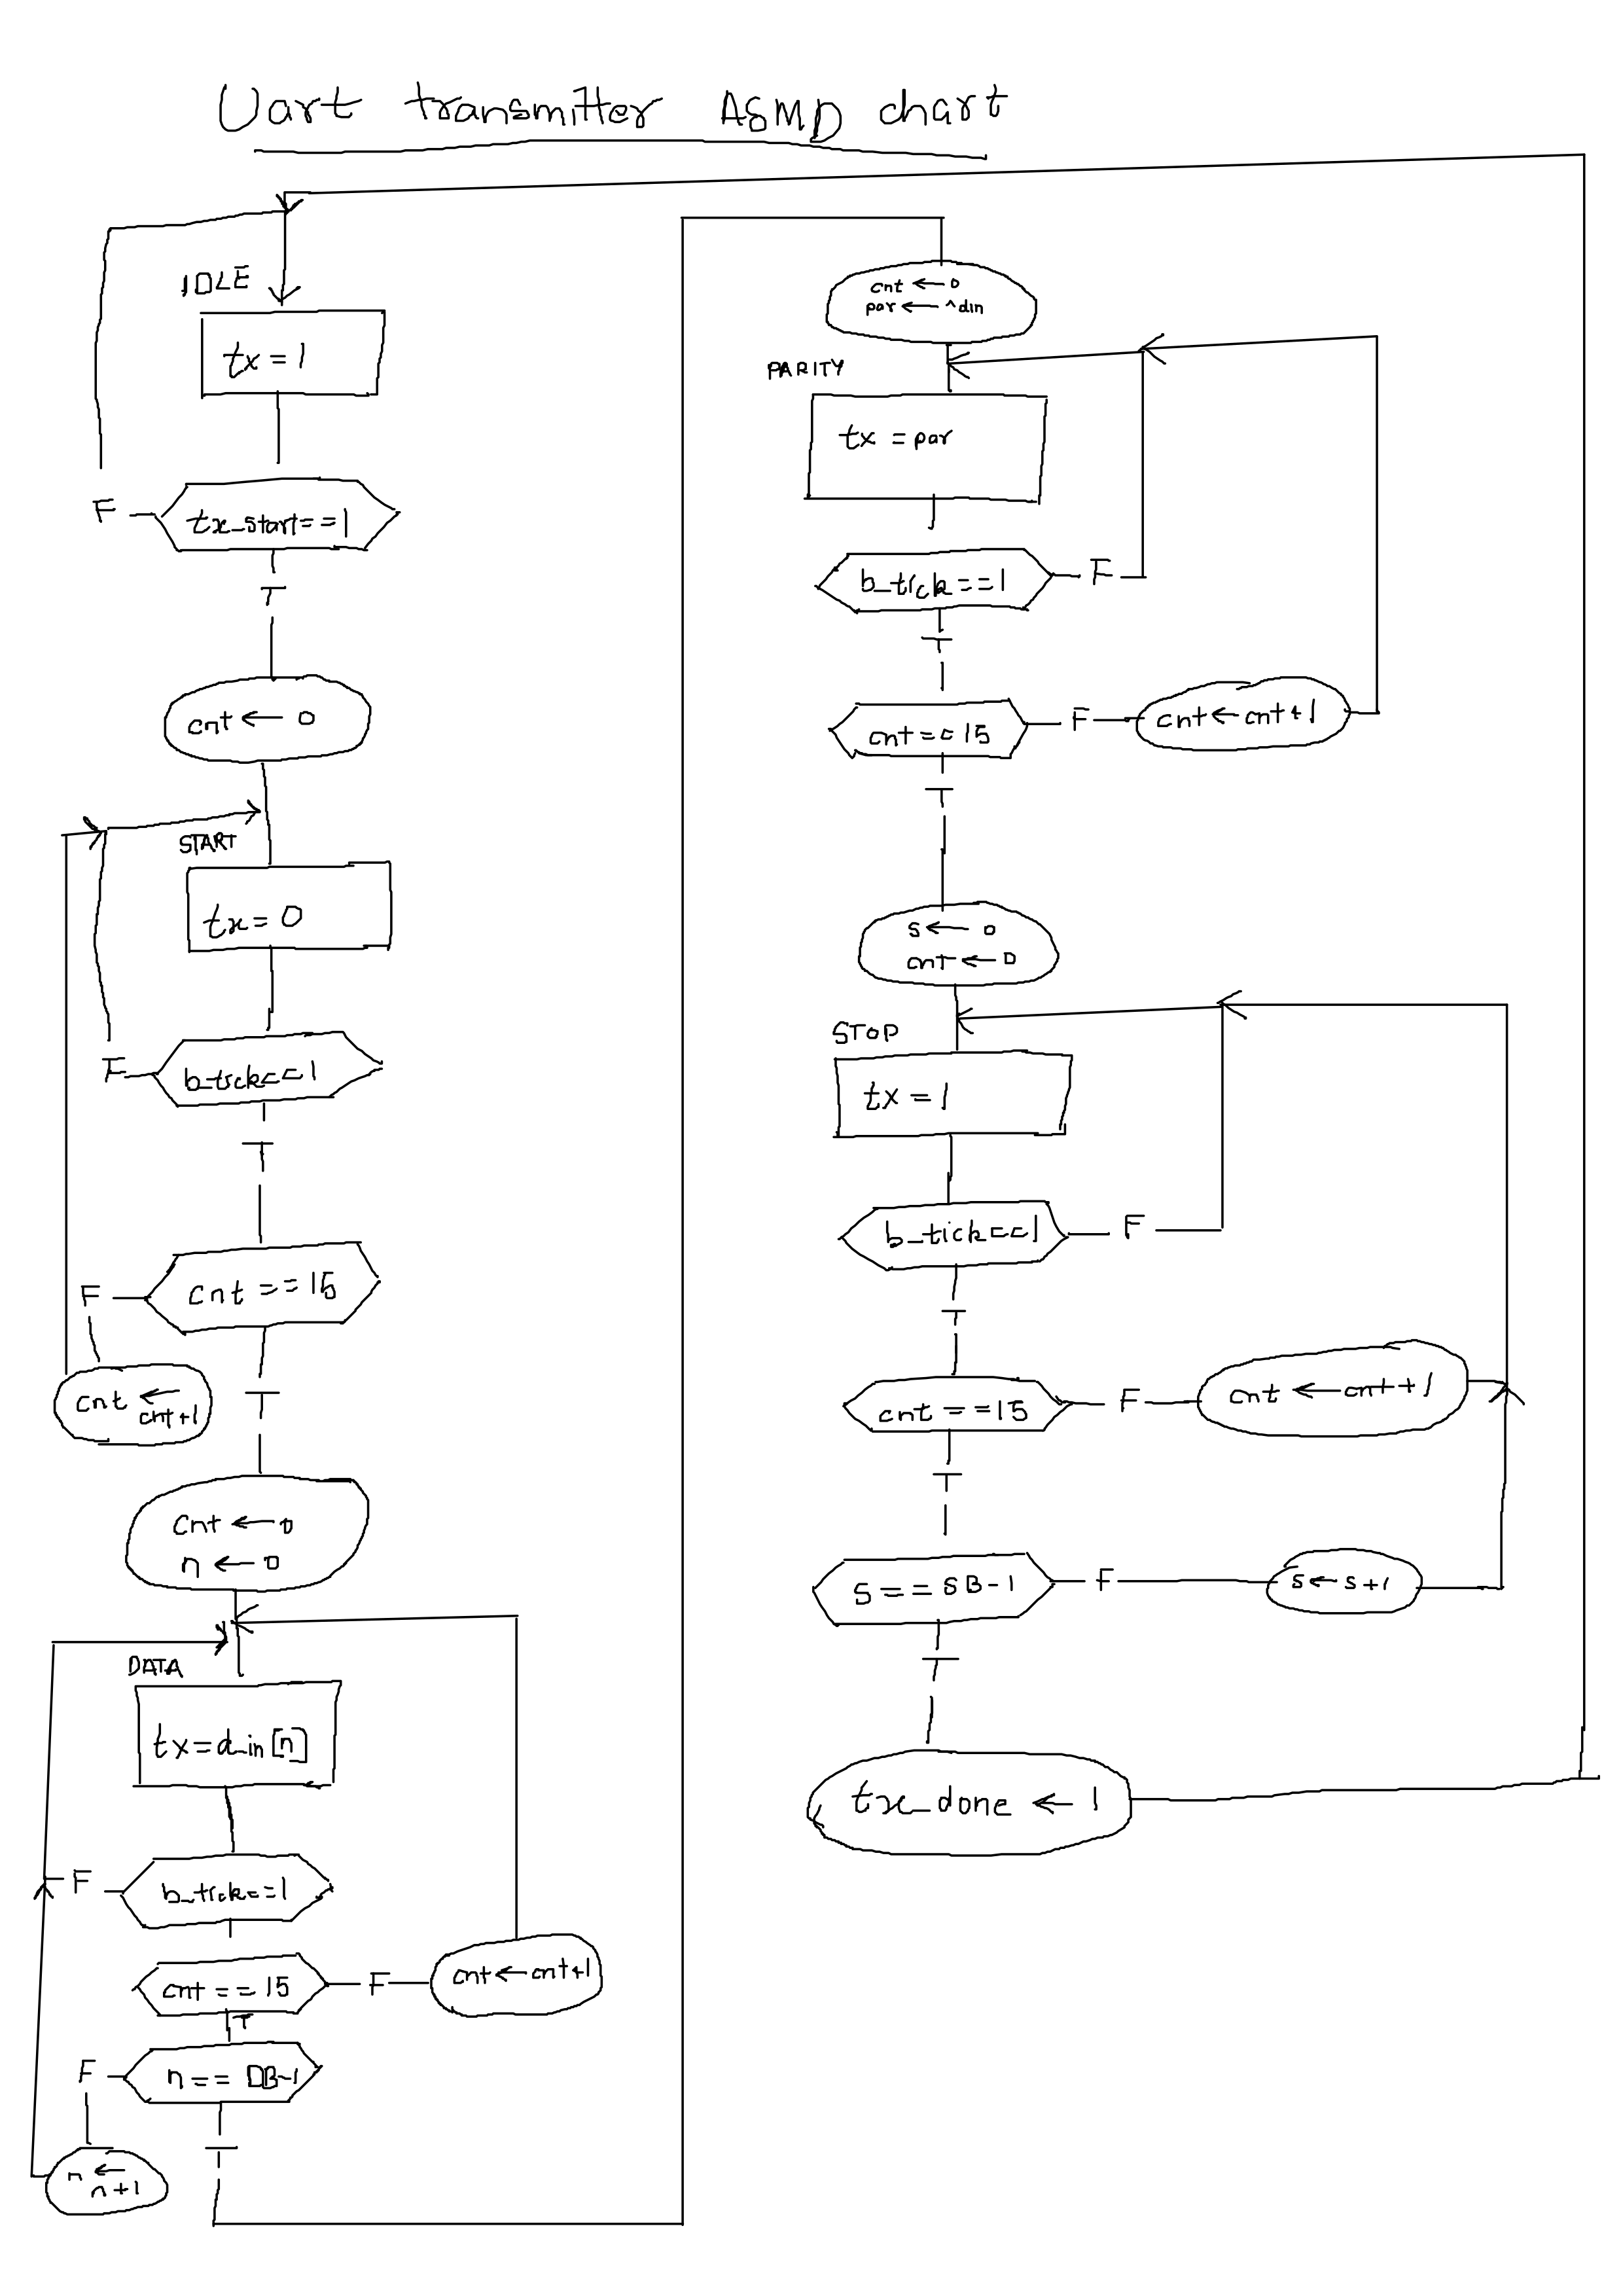 Uart transmitter ASMD chart
IDLE
tx = 1
F
tx_start==1
T
cnt ← 0
START
tx = 0
F
b_tick==1
T
cnt == 15
F
cnt ←
cnt+1
T
cnt ← 0
n ← 0
DATA
tx=d_in[n]
F
b_tick==1
cnt == 15
F
cnt ← cnt+1
T
n == DB-1
F
n ←
n+1
T
cnt ← 0
par ← ^din
PARITY
tx = par
b_tick==1
F
T
cnt == 15
F
cnt ← cnt+1
T
s ← 0
cnt ← 0
STOP
tx = 1
b_tick==1
F
T
cnt == 15
F
cnt ← cnt+1
T
S == SB-1
F
s ← s+1
T
tx_done ← 1